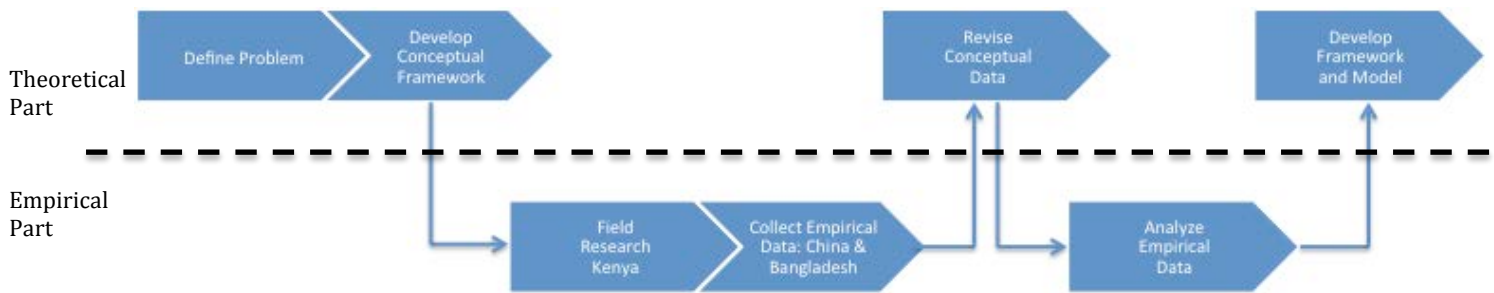 Theoretical
Part
Define Problem
Develop
Conceptual
Framework
Revise
Conceptual
Data
Develop
Framework
and Model
Empirical
Part
Field
Research
Kenya
Collect Empirical
Data: China &
Bangladesh
Analyze
Empirical
Data